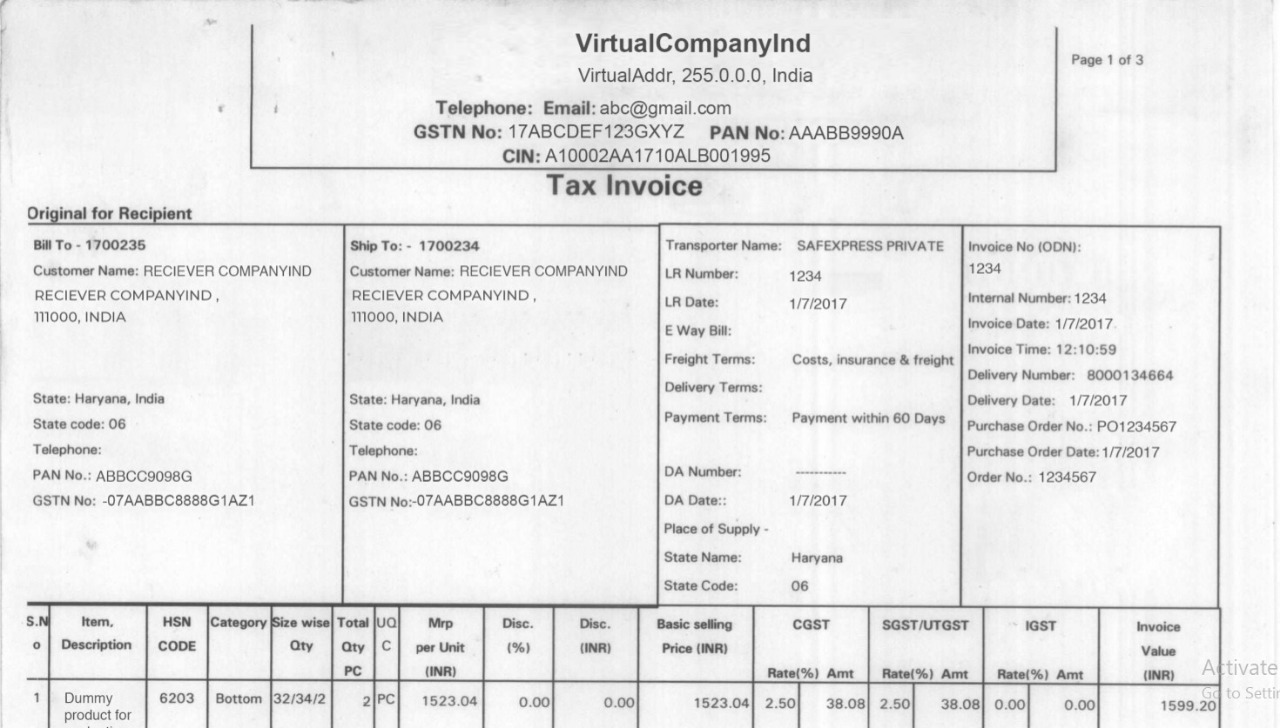 VirtualCompanyInd
Page 1 of 3
VirtualAddr, 255.0.0.0, India
Telephone: Email: abc@gmail.com
GSTN No: 17ABCDEF123GXYZ PAN No: AAABB9990A
CIN: A10002AA1710ALB001995
Tax Invoice
Original for Recipient
Bill To - 1700235
Customer Name: RECIEVER COMPANYIND
RECIEVER COMPANYIND ,
111000, INDIA
State: Haryana, India
State code: 06
Telephone:
PAN No.: ABBCC9098G
GSTN No: -07AABBC8888G1AZ1
Ship To: - 1700234
Customer Name: RECIEVER COMPANYIND
RECIEVER COMPANYIND ,
111000, INDIA
State: Haryana, India
State code: 06
Telephone:
PAN No.: ABBCC9098G
GSTN No:-07AABBC8888G1AZ1
Transporter Name: SAFEXPRESS PRIVATE
LR Number: 1234
LR Date: 1/7/2017
E Way Bill:
Freight Terms: Costs, insurance & freight
Delivery Terms:
Payment Terms: Payment within 60 Days
DA Number: -----------
DA Date:: 1/7/2017
Place of Supply -
State Name: Haryana
State Code: 06
Invoice No (ODN):
1234
Internal Number: 1234
Invoice Date: 1/7/2017
Invoice Time: 12:10:59
Delivery Number: 8000134664
Delivery Date: 1/7/2017
Purchase Order No.: PO1234567
Purchase Order Date: 1/7/2017
Order No.: 1234567
S.N Item, HSN Category Size wise Total UQ Mrp Disc. Disc. Basic selling CGST SGST/UTGST IGST Invoice
o Description CODE Qty Qty C per Unit (%) (INR) Price (INR) Value
PC (INR) Rate(%) Amt Rate(%) Amt Rate(%) Amt (INR)
1 Dummy 6203 Bottom 32/34/2 2 PC 1523.04 0.00 0.00 1523.04 2.50 38.08 2.50 38.08 0.00 0.00 1599.20
product for
Activate
Go to Settin